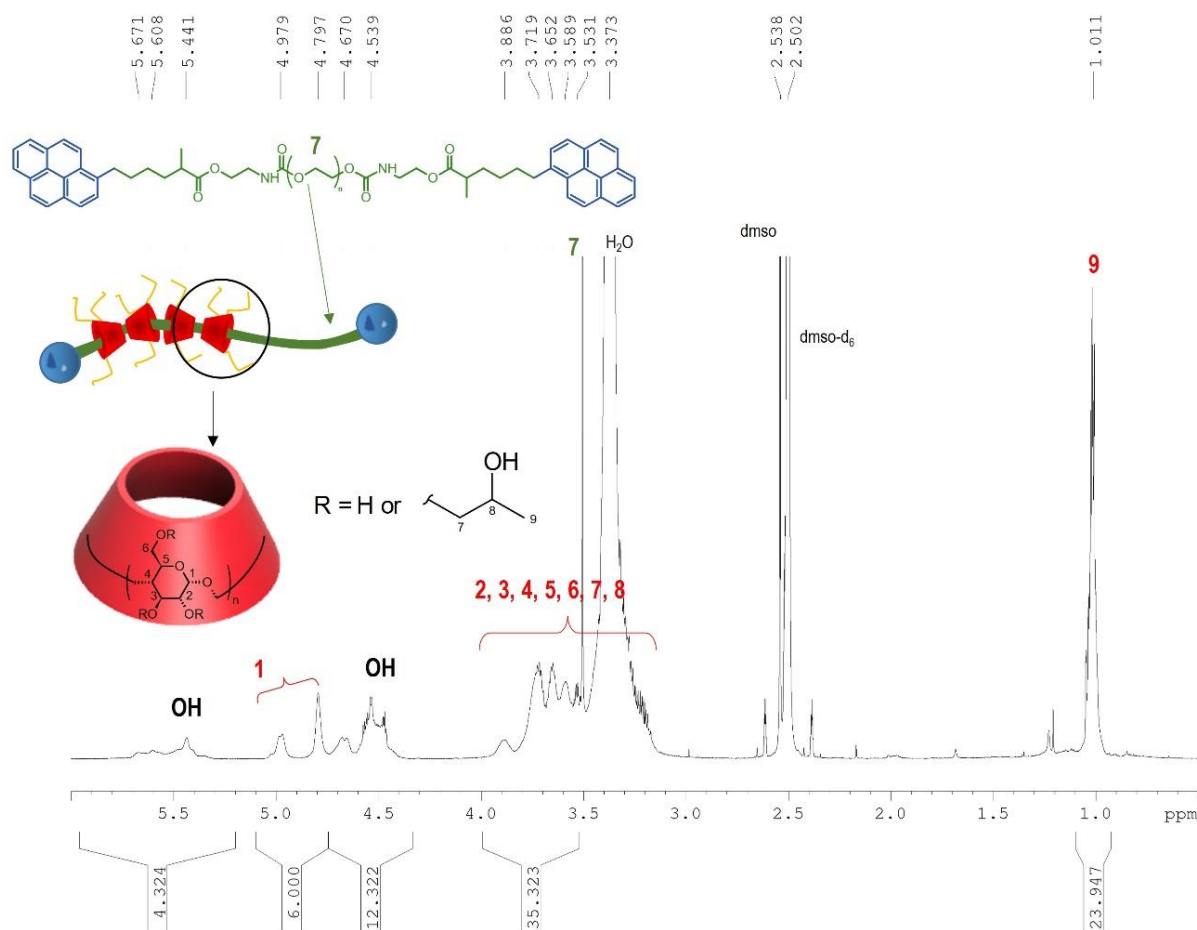 5.671 5.608 5.441 4.979 4.797 4.670 4.539 3.886 3.719 3.652 3.589 3.531 3.373 2.538 2.502 1.011
7
O O O
O N H O O n O N H O
O O O
7 H₂O dmso 9
dmso-d₆
OH
R = H or
7 8 9
OR
6
5
4 1
O
O n
3 2
RO OR
2, 3, 4, 5, 6, 7, 8
1 OH
OH
5.5 5.0 4.5 4.0 3.5 3.0 2.5 2.0 1.5 1.0 ppm
4.324 6.000 12.322 35.323 23.947